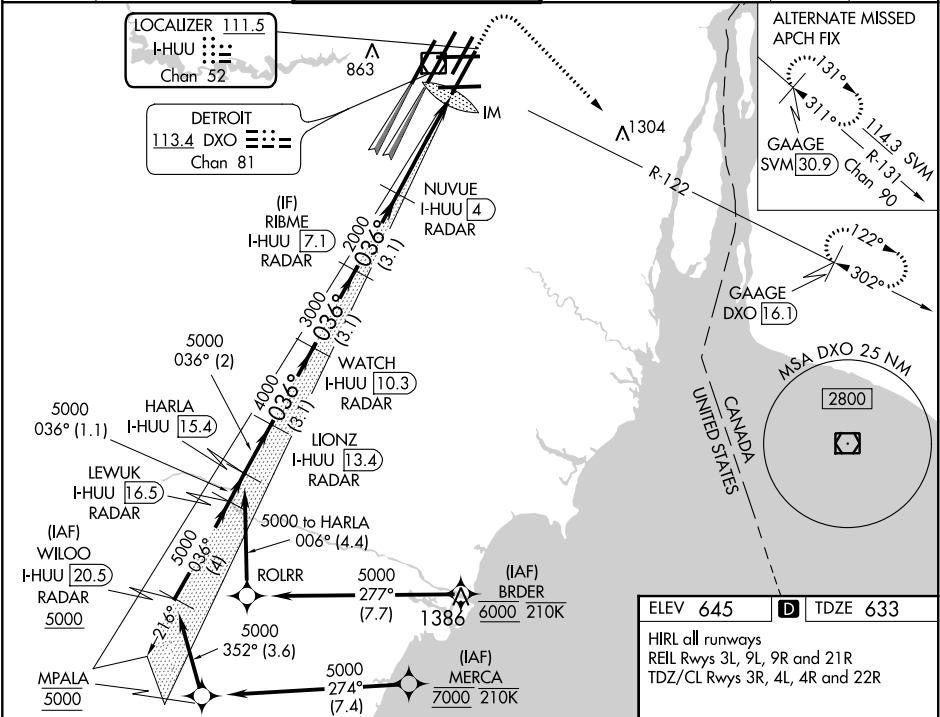 LOCALIZER 111.5
I-HUU
Chan 52
863
DETROIT
113.4 DXO
Chan 81
IM
1304
ALTERNATE MISSED
APCH FIX
131°
311°
GAAGE
SVM 30.9
114.3 SVM
Chan 90
R-131
R-122
122°
302°
GAAGE
DXO 16.1
NUVUE
I-HUU 4
RADAR
(IF)
RIBME
I-HUU 7.1
RADAR
2000
036°
(3.1)
3000
036°
(3.1)
WATCH
I-HUU 10.3
RADAR
5000
036° (2)
4000
036°
(3.1)
HARLA
I-HUU 15.4
LIONZ
I-HUU 13.4
RADAR
5000
036° (1.1)
LEWUK
I-HUU 16.5
RADAR
5000 to HARLA
006° (4.4)
(IAF)
WILOO
I-HUU 20.5
RADAR
5000
5000
036°
(4)
216°
ROLRR
5000
277°
(7.7)
(IAF)
BRDER
6000 210K
1386
5000
352° (3.6)
MPALA
5000
5000
274°
(7.4)
(IAF)
MERCA
7000 210K
CANADA
UNITED STATES
MSA DXO 25 NM
2800
ELEV 645 D TDZE 633
HIRL all runways
REIL Rwys 3L, 9L, 9R and 21R
TDZ/CL Rwys 3R, 4L, 4R and 22R